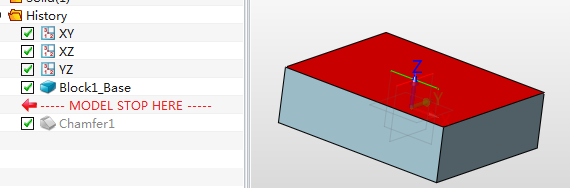 History
XY
XZ
YZ
Block1_Base
----- MODEL STOP HERE -----
Chamfer1
Z
Y